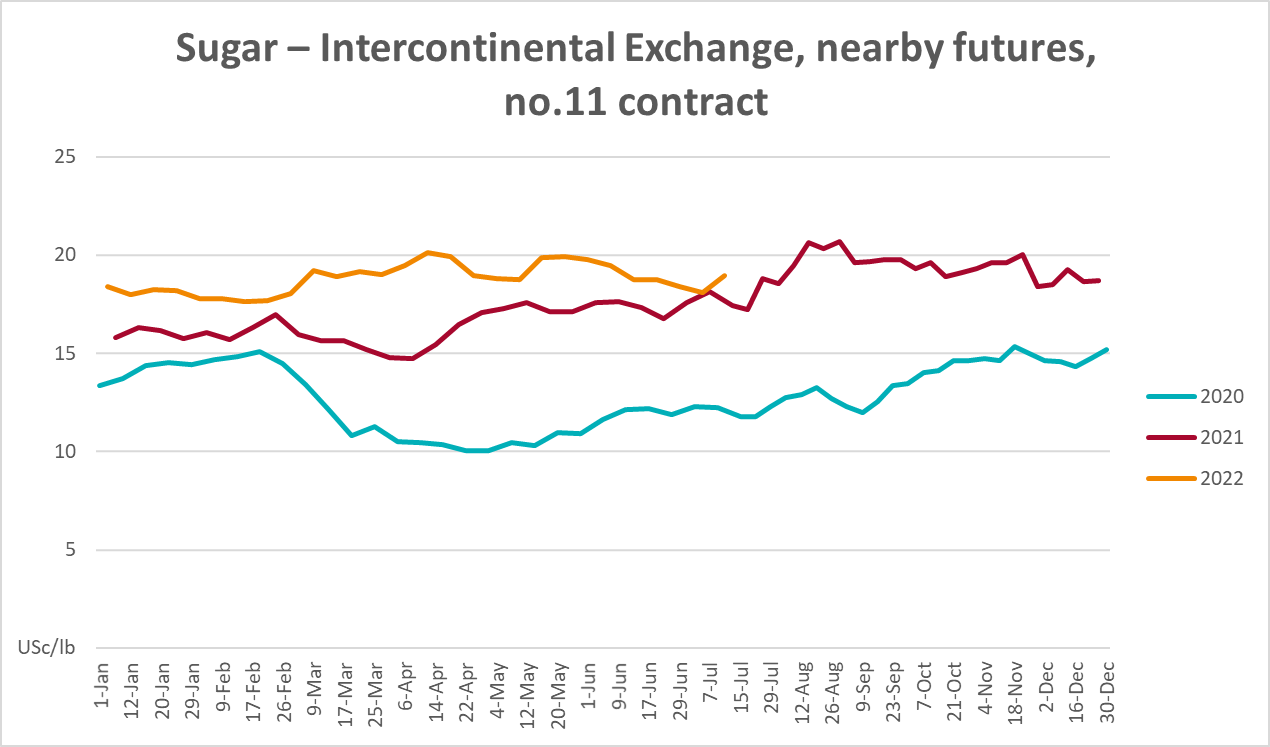 Sugar – Intercontinental Exchange, nearby futures,
no.11 contract
25
20
15
10
5
USc/lb
1-Jan
12-Jan
20-Jan
29-Jan
9-Feb
17-Feb
26-Feb
9-Mar
17-Mar
25-Mar
6-Apr
14-Apr
22-Apr
4-May
12-May
20-May
1-Jun
9-Jun
17-Jun
29-Jun
7-Jul
15-Jul
29-Jul
12-Aug
26-Aug
9-Sep
23-Sep
7-Oct
21-Oct
4-Nov
18-Nov
2-Dec
16-Dec
30-Dec
2020
2021
2022